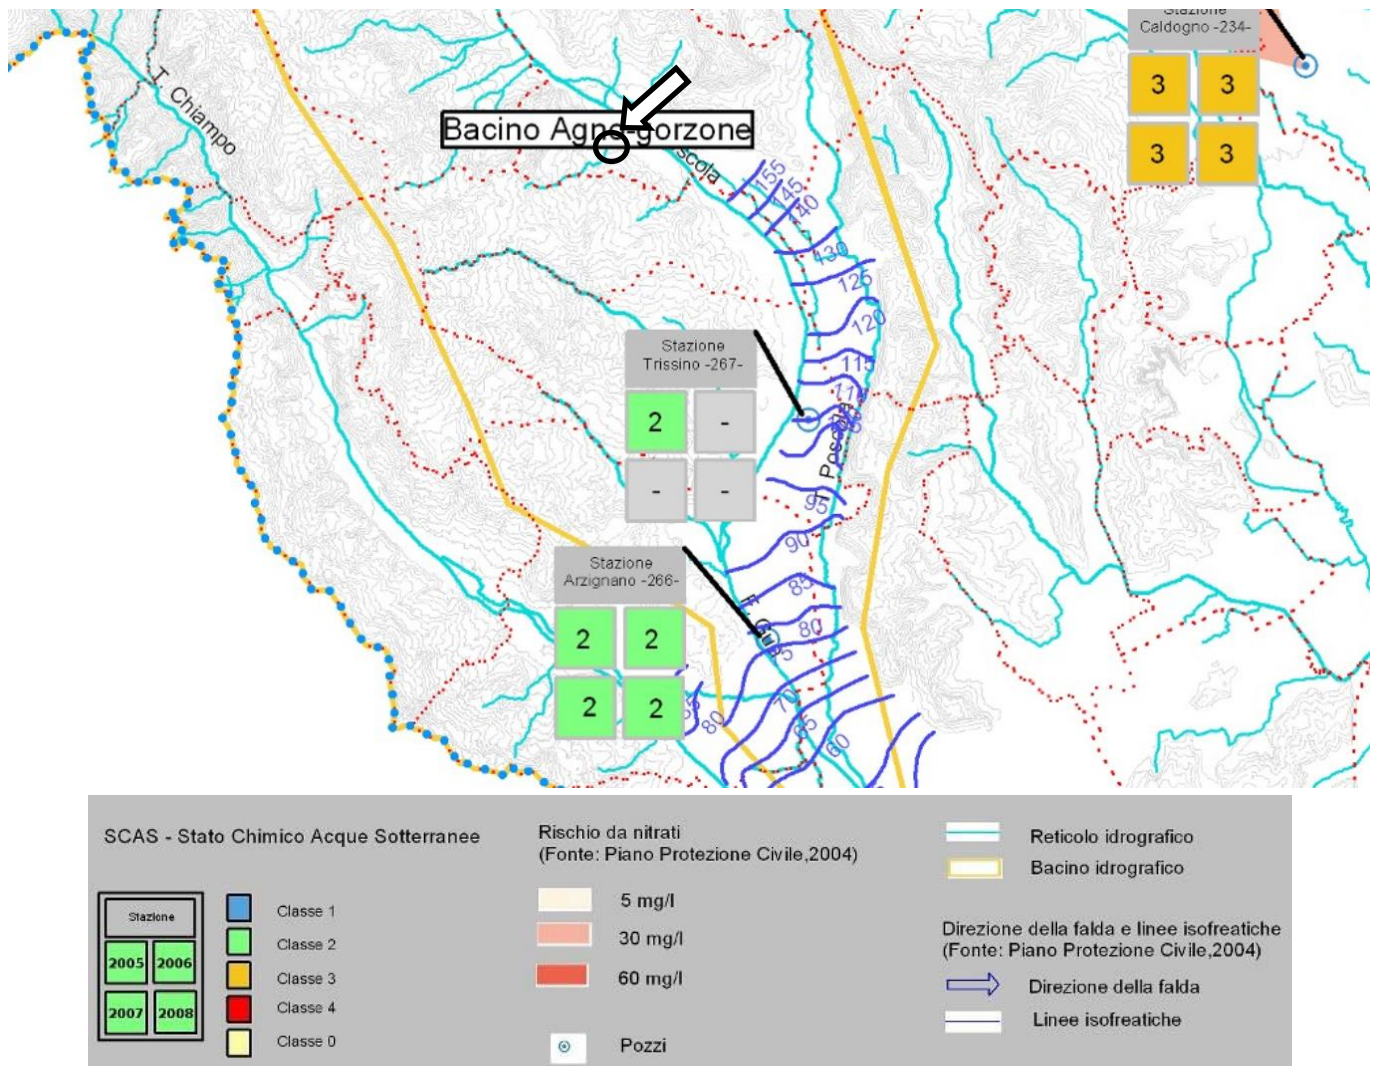 Stazione
Caldogno -234-
3 3
3 3
T. Chiampo
Bacino Agno-gorzone
scola
155
145
140
130
125
120
115
110
Stazione
Trissino -267-
2 -
- -
T. Poscola
95
90
85
80
Stazione
Arzignano -266-
2 2
2 2
F. Guà
75
70
65
60
80
SCAS - Stato Chimico Acque Sotterranee
Stazione
2005 2006
2007 2008
Classe 1
Classe 2
Classe 3
Classe 4
Classe 0
Rischio da nitrati
(Fonte: Piano Protezione Civile,2004)
5 mg/l
30 mg/l
60 mg/l
Pozzi
Reticolo idrografico
Bacino idrografico
Direzione della falda e linee isofreatiche
(Fonte: Piano Protezione Civile,2004)
Direzione della falda
Linee isofreatiche